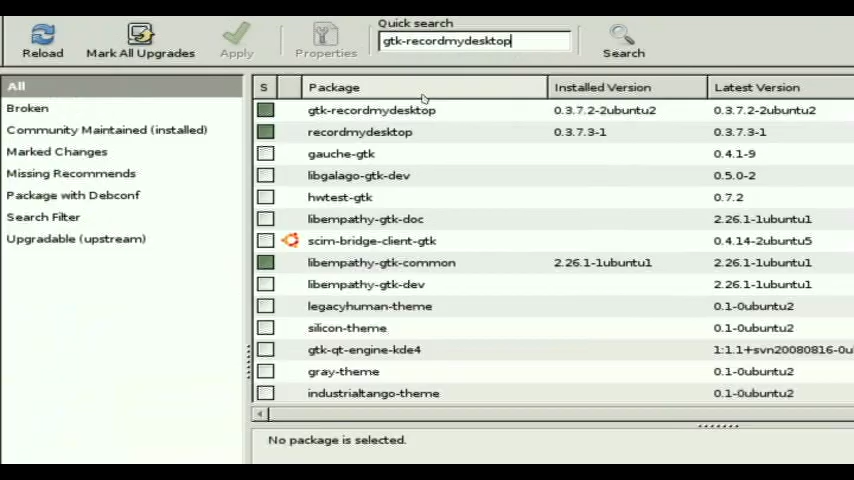 Quick search
gtk-recordmydesktop
Reload Mark All Upgrades Apply Properties Search
All
Broken
Community Maintained (installed)
Marked Changes
Missing Recommends
Package with Debconf
Search Filter
Upgradable (upstream)
S Package Installed Version Latest Version
gtk-recordmydesktop 0.3.7.2-2ubuntu2 0.3.7.2-2ubuntu2
recordmydesktop 0.3.7.3-1 0.3.7.3-1
gauche-gtk 0.4.1-9
libgalago-gtk-dev 0.5.0-2
hwtest-gtk 0.7.2
libempathy-gtk-doc 2.26.1-1ubuntu1
scim-bridge-client-gtk 0.4.14-2ubuntu5
libempathy-gtk-common 2.26.1-1ubuntu1 2.26.1-1ubuntu1
libempathy-gtk-dev 2.26.1-1ubuntu1
legacyhuman-theme 0.1-0ubuntu2
silicon-theme 0.1-0ubuntu2
gtk-qt-engine-kde4 1:1.1+svn20080816-0u
gray-theme 0.1-0ubuntu2
industrialtango-theme 0.1-0ubuntu2
No package is selected.